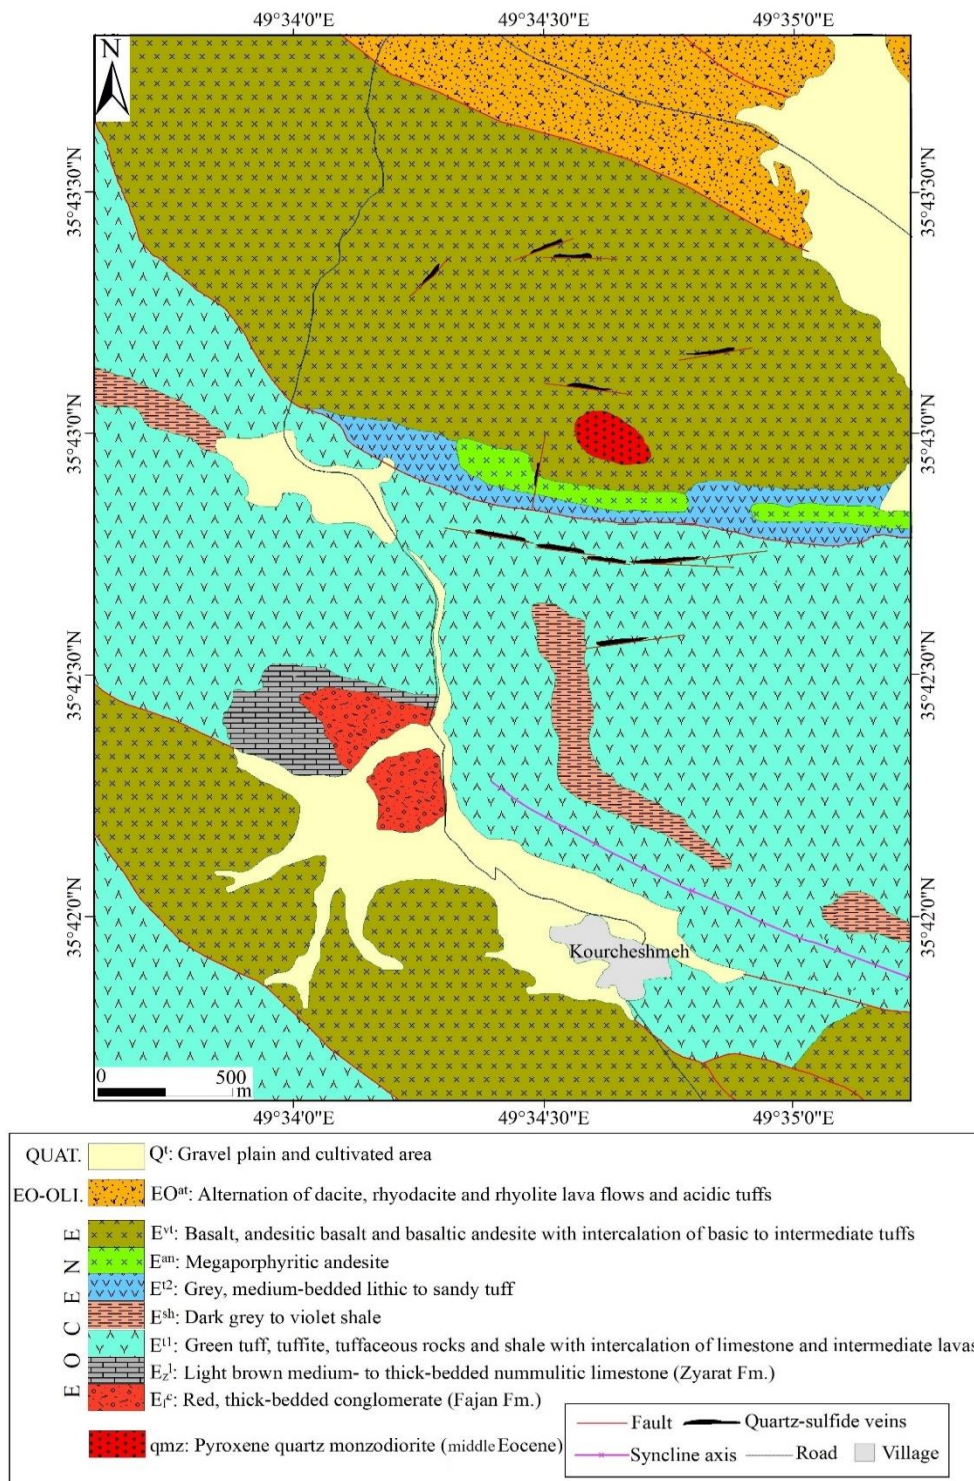 49°34'0"E 49°34'30"E 49°35'0"E
N
35°43'30"N 35°43'30"N
35°43'0"N 35°43'0"N
35°42'30"N 35°42'30"N
35°42'0"N 35°42'0"N
Kourcheshmeh
0 500
m
49°34'0"E 49°34'30"E 49°35'0"E
QUAT. Qᵗ: Gravel plain and cultivated area
EO-OLI. EOᵃᵗ: Alternation of dacite, rhyodacite and rhyolite lava flows and acidic tuffs
EOCENE
Eᵛᵗ: Basalt, andesitic basalt and basaltic andesite with intercalation of basic to intermediate tuffs
Eᵃⁿ: Megaporphyritic andesite
Eᵗ²: Grey, medium-bedded lithic to sandy tuff
Eˢʰ: Dark grey to violet shale
Eᵗ¹: Green tuff, tuffite, tuffaceous rocks and shale with intercalation of limestone and intermediate lavas
E_zˡ: Light brown medium- to thick-bedded nummulitic limestone (Zyarat Fm.)
E_fᶜ: Red, thick-bedded conglomerate (Fajan Fm.)
qmz: Pyroxene quartz monzodiorite (middle Eocene)
Fault Quartz-sulfide veins
Syncline axis Road Village